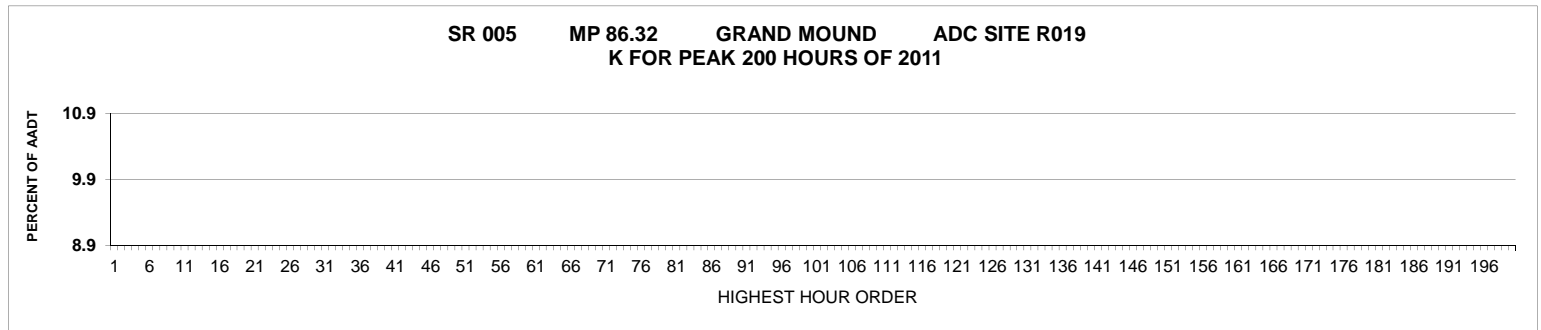 SR 005 MP 86.32 GRAND MOUND ADC SITE R019
K FOR PEAK 200 HOURS OF 2011
PERCENT OF AADT
10.9
9.9
8.9
1 6 11 16 21 26 31 36 41 46 51 56 61 66 71 76 81 86 91 96 101 106 111 116 121 126 131 136 141 146 151 156 161 166 171 176 181 186 191 196
HIGHEST HOUR ORDER